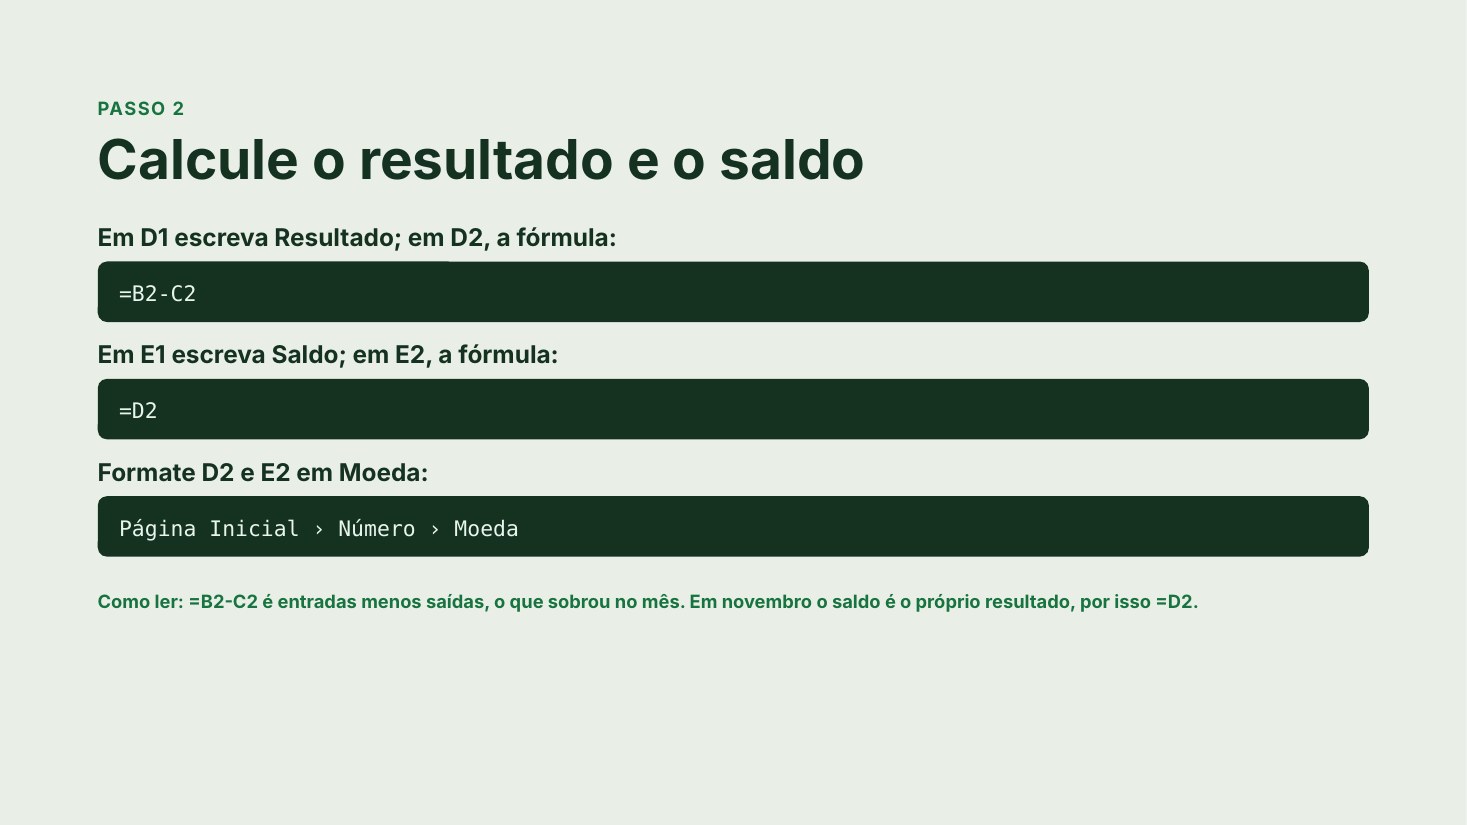 PASSO 2
Calcule o resultado e o saldo
Em D1 escreva Resultado; em D2, a fórmula:
=B2-C2
Em E1 escreva Saldo; em E2, a fórmula:
=D2
Formate D2 e E2 em Moeda:
Página Inicial › Número › Moeda
Como ler: =B2-C2 é entradas menos saídas, o que sobrou no mês. Em novembro o saldo é o próprio resultado, por isso =D2.